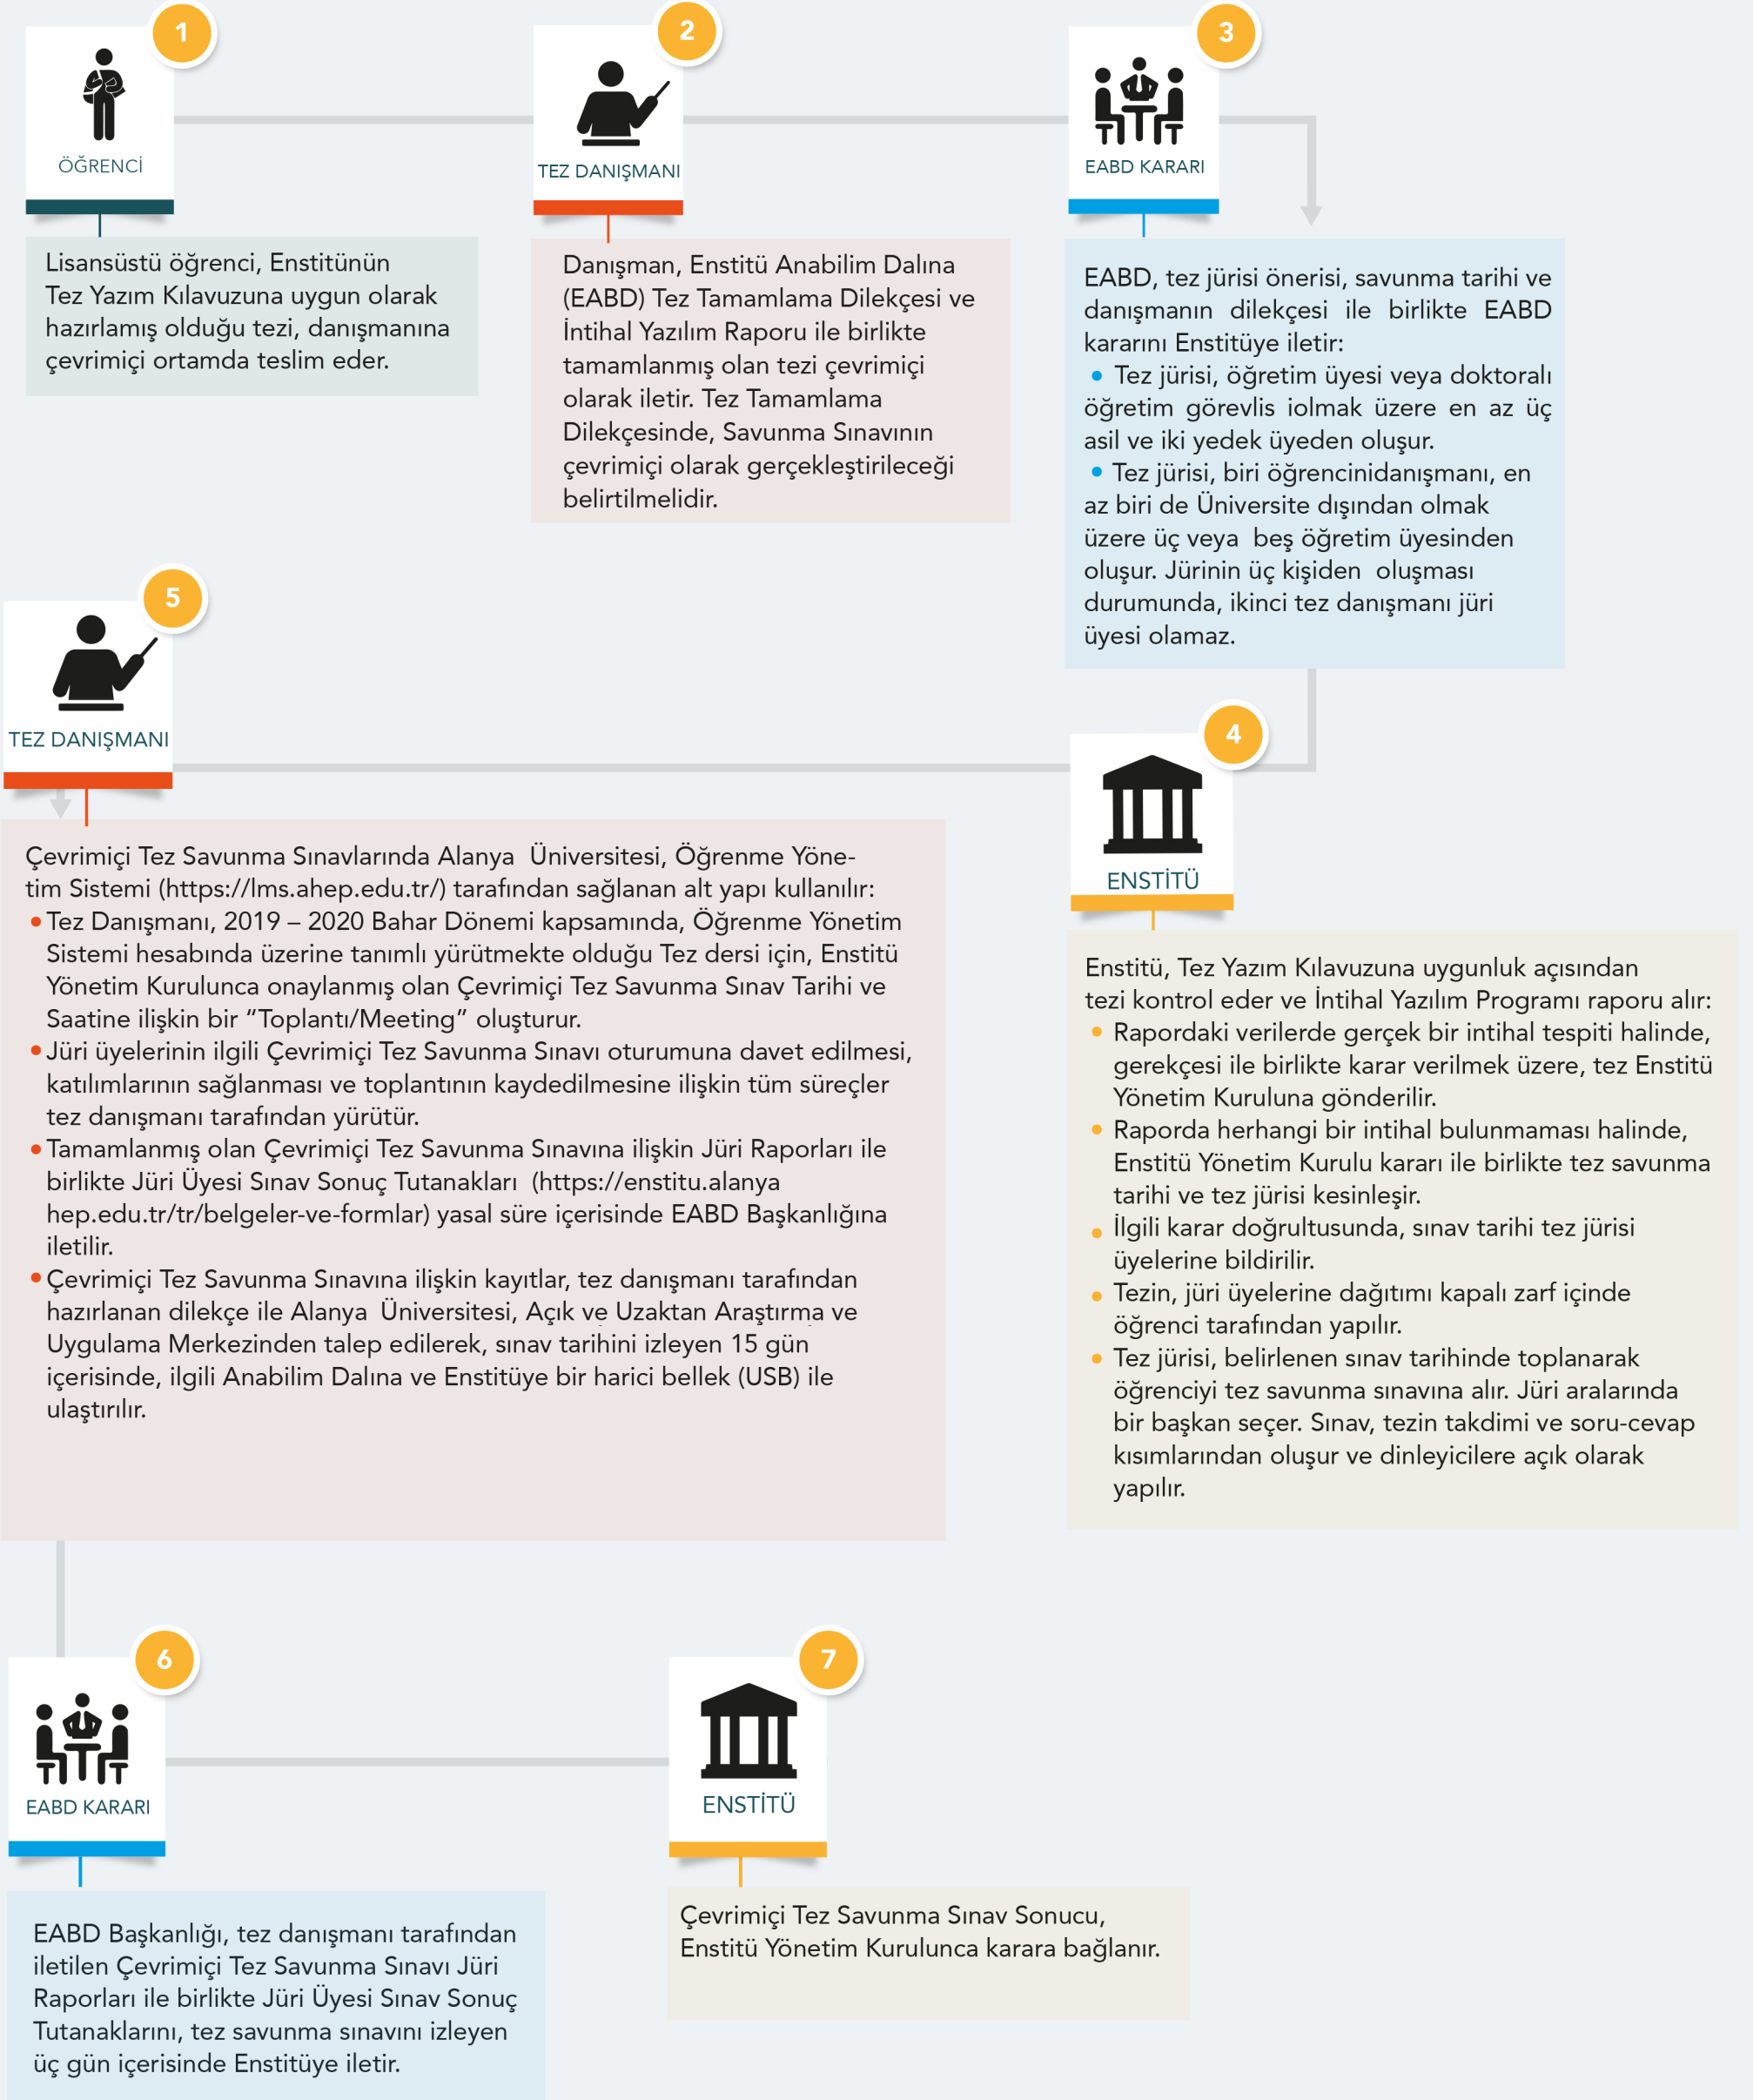 1
ÖĞRENCİ
Lisansüstü öğrenci, Enstitünün
Tez Yazım Kılavuzuna uygun olarak
hazırlamış olduğu tezi, danışmanına
çevrimiçi ortamda teslim eder.
2
TEZ DANIŞMANI
Danışman, Enstitü Anabilim Dalına
(EABD) Tez Tamamlama Dilekçesi ve
İntihal Yazılım Raporu ile birlikte
tamamlanmış olan tezi çevrimiçi
olarak iletir. Tez Tamamlama
Dilekçesinde, Savunma Sınavının
çevrimiçi olarak gerçekleştirileceği
belirtilmelidir.
3
EABD KARARI
EABD, tez jürisi önerisi, savunma tarihi ve
danışmanın dilekçesi ile birlikte EABD
kararını Enstitüye iletir:
• Tez jürisi, öğretim üyesi veya doktoralı
öğretim görevlis iolmak üzere en az üç
asil ve iki yedek üyeden oluşur.
• Tez jürisi, biri öğrencinidanışmanı, en
az biri de Üniversite dışından olmak
üzere üç veya beş öğretim üyesinden
oluşur. Jürinin üç kişiden oluşması
durumunda, ikinci tez danışmanı jüri
üyesi olamaz.
4
ENSTİTÜ
Enstitü, Tez Yazım Kılavuzuna uygunluk açısından
tezi kontrol eder ve İntihal Yazılım Programı raporu alır:
• Rapordaki verilerde gerçek bir intihal tespiti halinde,
gerekçesi ile birlikte karar verilmek üzere, tez Enstitü
Yönetim Kuruluna gönderilir.
• Raporda herhangi bir intihal bulunmaması halinde,
Enstitü Yönetim Kurulu kararı ile birlikte tez savunma
tarihi ve tez jürisi kesinleşir.
• İlgili karar doğrultusunda, sınav tarihi tez jürisi
üyelerine bildirilir.
• Tezin, jüri üyelerine dağıtımı kapalı zarf içinde
öğrenci tarafından yapılır.
• Tez jürisi, belirlenen sınav tarihinde toplanarak
öğrenciyi tez savunma sınavına alır. Jüri aralarında
bir başkan seçer. Sınav, tezin takdimi ve soru-cevap
kısımlarından oluşur ve dinleyicilere açık olarak
yapılır.
5
TEZ DANIŞMANI
Çevrimiçi Tez Savunma Sınavlarında Alanya Üniversitesi, Öğrenme Yöne-
tim Sistemi (https://lms.ahep.edu.tr/) tarafından sağlanan alt yapı kullanılır:
• Tez Danışmanı, 2019 – 2020 Bahar Dönemi kapsamında, Öğrenme Yönetim
Sistemi hesabında üzerine tanımlı yürütmekte olduğu Tez dersi için, Enstitü
Yönetim Kurulunca onaylanmış olan Çevrimiçi Tez Savunma Sınav Tarihi ve
Saatine ilişkin bir “Toplantı/Meeting” oluşturur.
• Jüri üyelerinin ilgili Çevrimiçi Tez Savunma Sınavı oturumuna davet edilmesi,
katılımlarının sağlanması ve toplantının kaydedilmesine ilişkin tüm süreçler
tez danışmanı tarafından yürütür.
• Tamamlanmış olan Çevrimiçi Tez Savunma Sınavına ilişkin Jüri Raporları ile
birlikte Jüri Üyesi Sınav Sonuç Tutanakları (https://enstitu.alanya
hep.edu.tr/tr/belgeler-ve-formlar) yasal süre içerisinde EABD Başkanlığına
iletilir.
• Çevrimiçi Tez Savunma Sınavına ilişkin kayıtlar, tez danışmanı tarafından
hazırlanan dilekçe ile Alanya Üniversitesi, Açık ve Uzaktan Araştırma ve
Uygulama Merkezinden talep edilerek, sınav tarihini izleyen 15 gün
içerisinde, ilgili Anabilim Dalına ve Enstitüye bir harici bellek (USB) ile
ulaştırılır.
6
EABD KARARI
EABD Başkanlığı, tez danışmanı tarafından
iletilen Çevrimiçi Tez Savunma Sınavı Jüri
Raporları ile birlikte Jüri Üyesi Sınav Sonuç
Tutanaklarını, tez savunma sınavını izleyen
üç gün içerisinde Enstitüye iletir.
7
ENSTİTÜ
Çevrimiçi Tez Savunma Sınav Sonucu,
Enstitü Yönetim Kurulunca karara bağlanır.